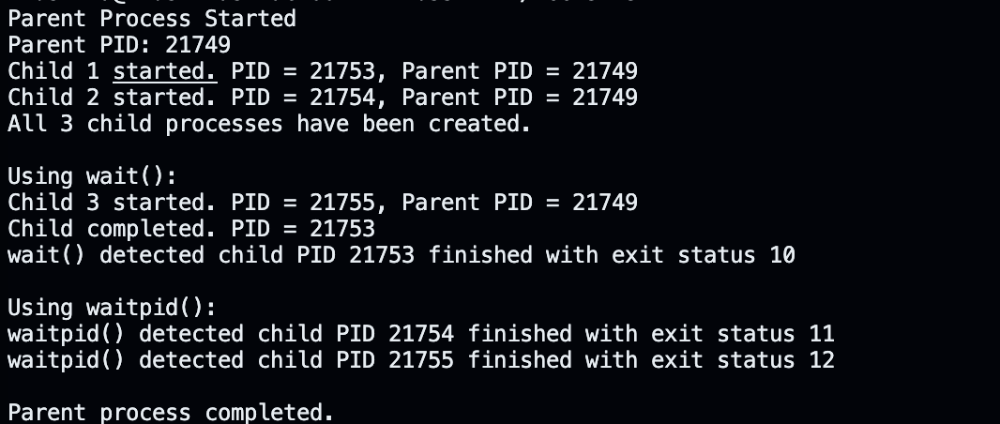 Parent Process Started
Parent PID: 21749
Child 1 started. PID = 21753, Parent PID = 21749
Child 2 started. PID = 21754, Parent PID = 21749
All 3 child processes have been created.
Using wait():
Child 3 started. PID = 21755, Parent PID = 21749
Child completed. PID = 21753
wait() detected child PID 21753 finished with exit status 10
Using waitpid():
waitpid() detected child PID 21754 finished with exit status 11
waitpid() detected child PID 21755 finished with exit status 12
Parent process completed.